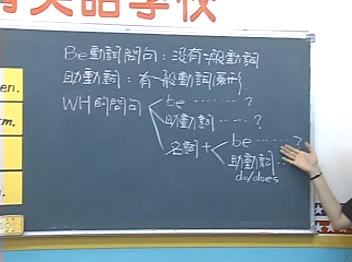 美語學校
en.
m.
Be動詞問句：沒有一般動詞
助動詞：有一般動詞原形
WH的問句 be ········ ?
助動詞 ······ ?
名詞 + be ······ ?
助動詞 ··
do/does